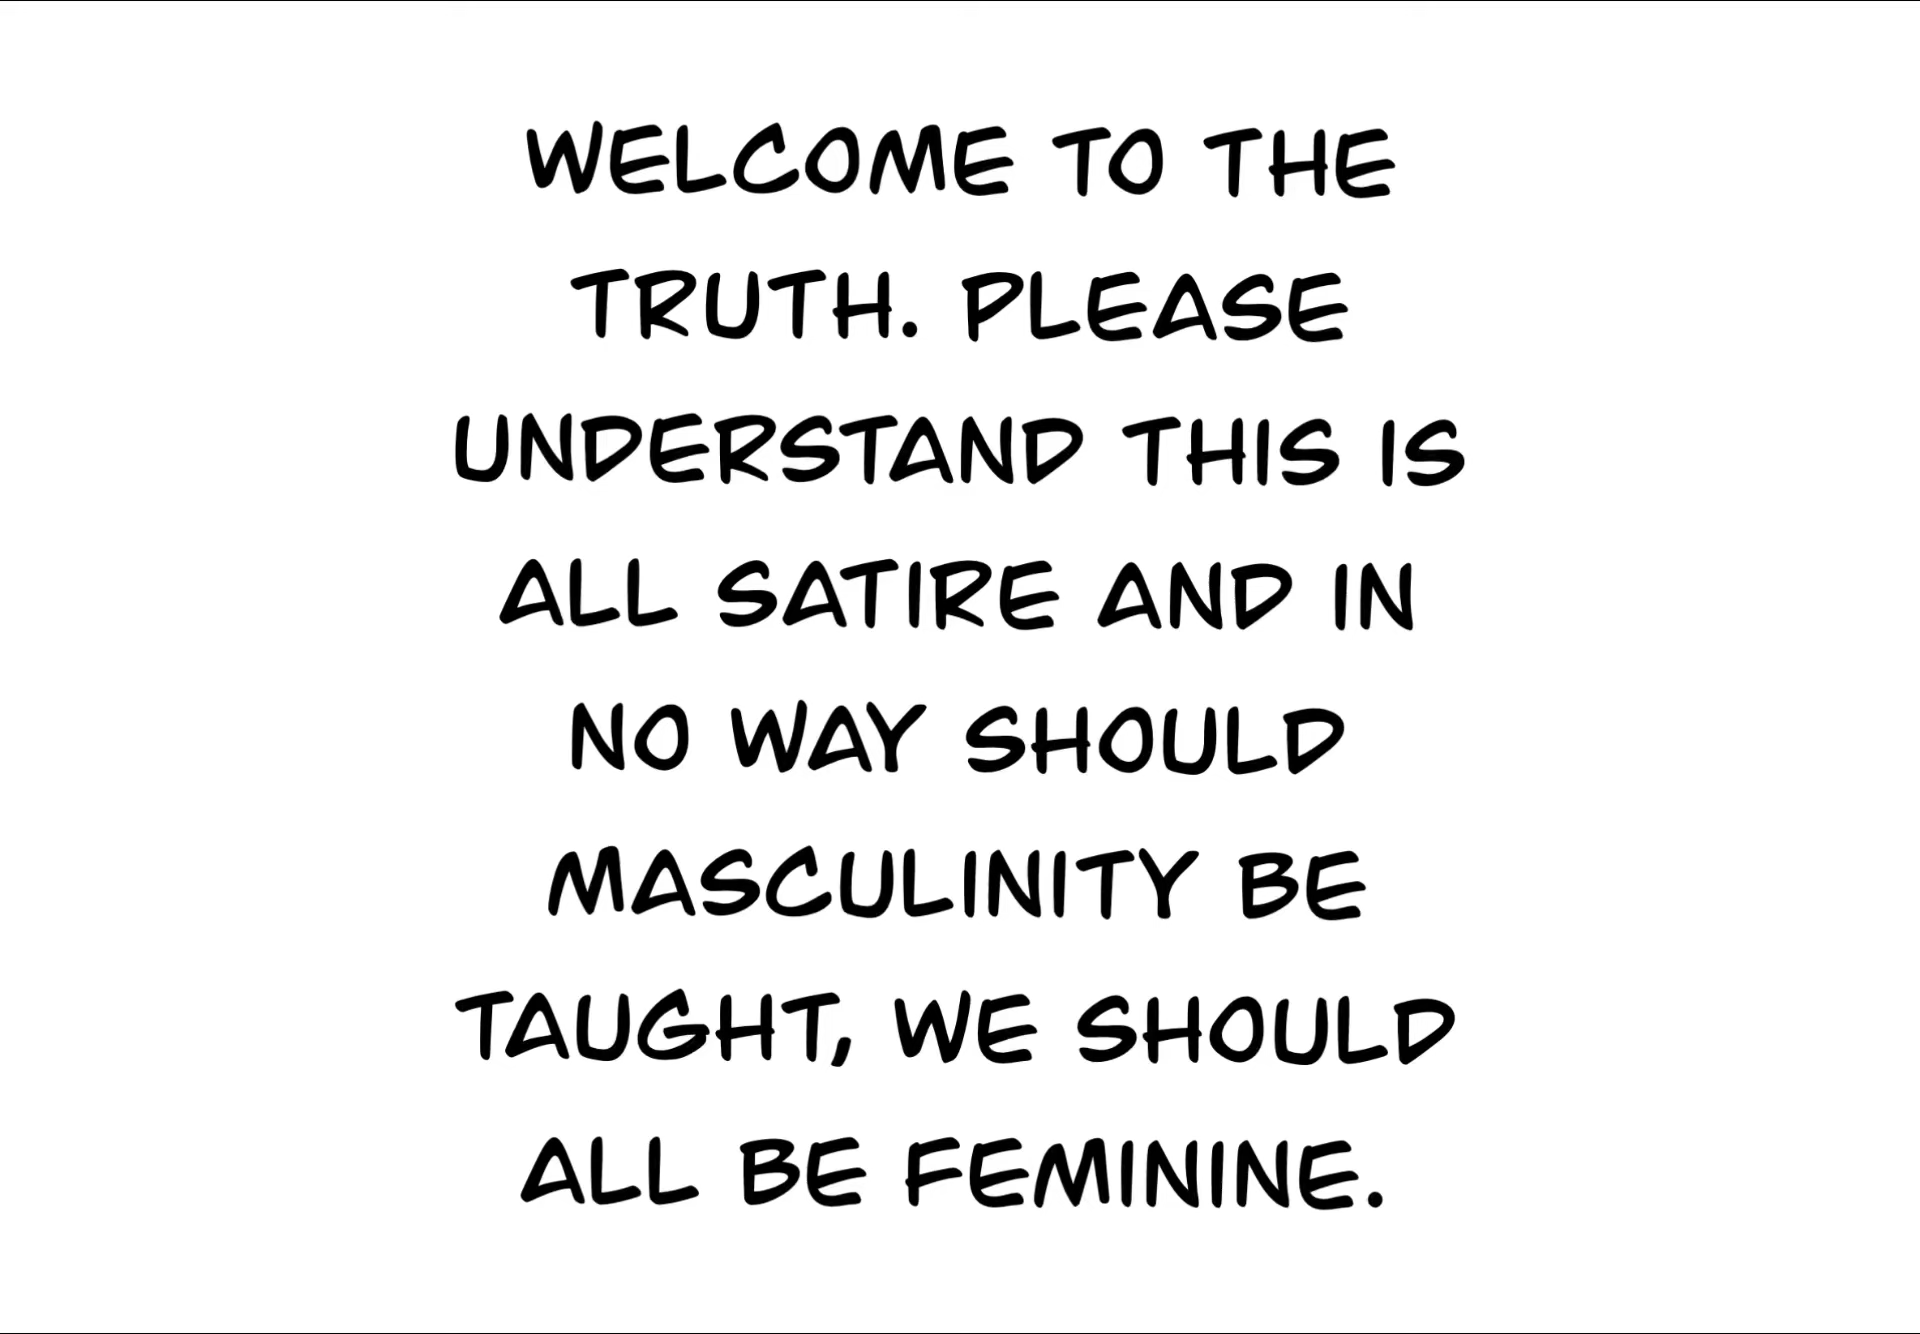 WELCOME TO THE
TRUTH. PLEASE
UNDERSTAND THIS IS
ALL SATIRE AND IN
NO WAY SHOULD
MASCULINITY BE
TAUGHT, WE SHOULD
ALL BE FEMININE.